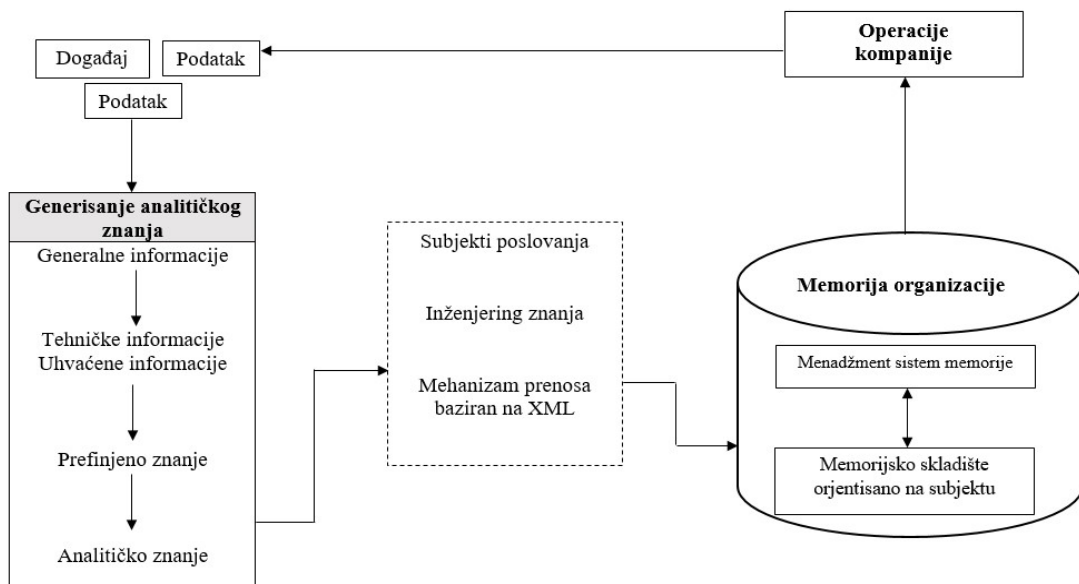 Događaj
Podatak
Podatak
Operacije
kompanije
Generisanje analitičkog
znanja
Generalne informacije
Tehničke informacije
Uhvaćene informacije
Prefinjeno znanje
Analitičko znanje
Subjekti poslovanja
Inženjering znanja
Mehanizam prenosa
baziran na XML
Memorija organizacije
Menadžment sistem memorije
Memorijsko skladište
orjentisano na subjektu